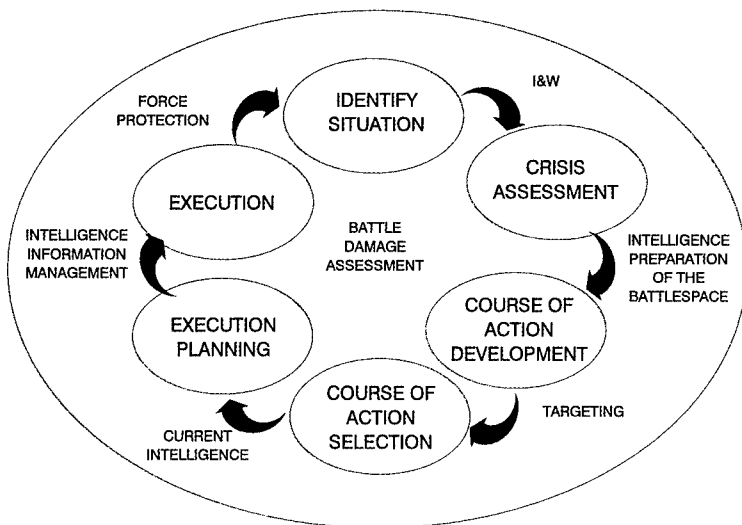 IDENTIFY
SITUATION
I&W
CRISIS
ASSESSMENT
INTELLIGENCE
PREPARATION
OF THE
BATTLESPACE
COURSE OF
ACTION
DEVELOPMENT
TARGETING
COURSE OF
ACTION
SELECTION
CURRENT
INTELLIGENCE
EXECUTION
PLANNING
INTELLIGENCE
INFORMATION
MANAGEMENT
EXECUTION
FORCE
PROTECTION
BATTLE
DAMAGE
ASSESSMENT